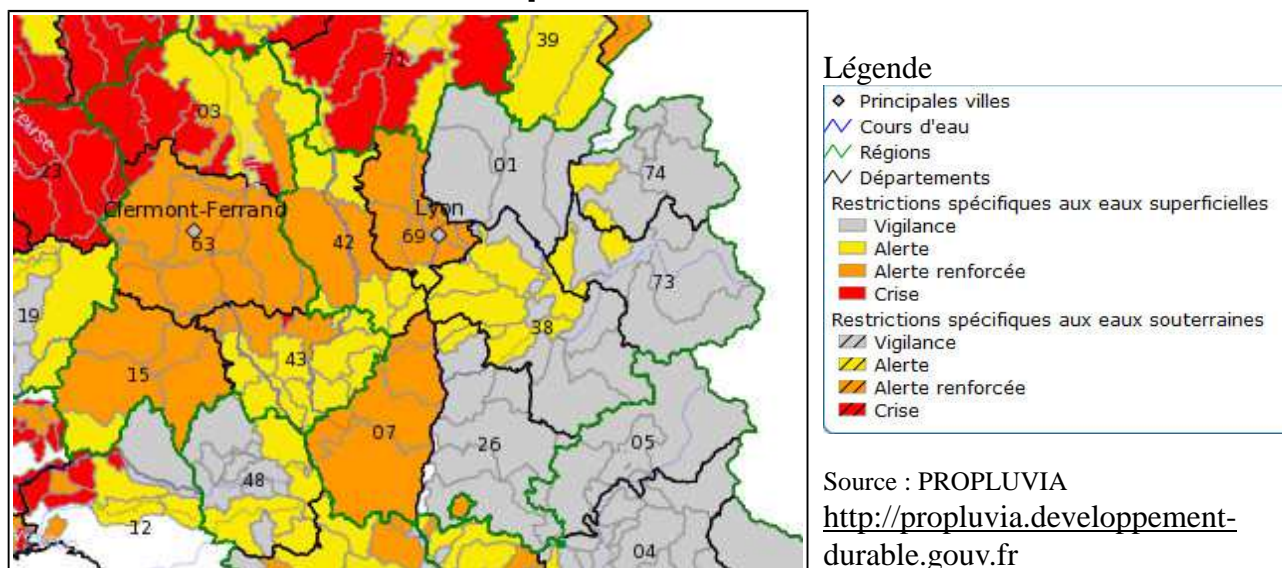 39
71
03
01
74
23
Clermont-Ferrand
Lyon
63
42
69
73
19
38
43
15
07
26
05
48
12
04
Légende
Principales villes
Cours d'eau
Régions
Départements
Restrictions spécifiques aux eaux superficielles
Vigilance
Alerte
Alerte renforcée
Crise
Restrictions spécifiques aux eaux souterraines
Vigilance
Alerte
Alerte renforcée
Crise
Source : PROPLUVIA
http://propluvia.developpement-
durable.gouv.fr